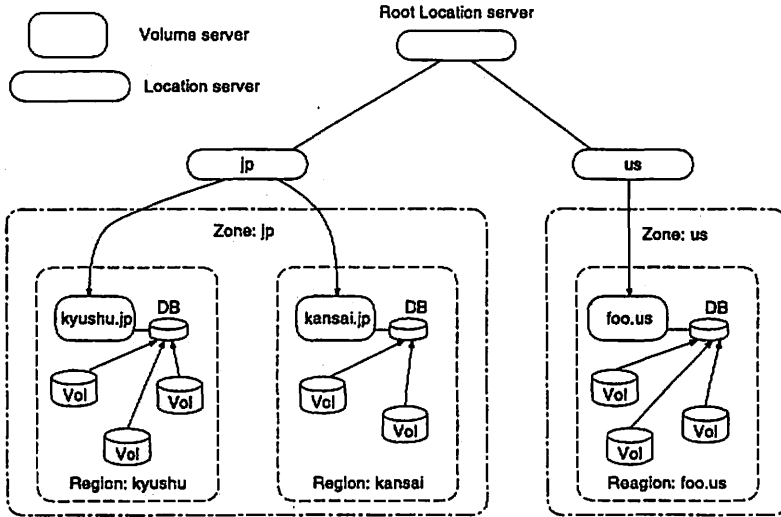 Root Location server
Volume server
Location server
jp
us
Zone: jp
Zone: us
kyushu.jp
DB
kansai.jp
DB
foo.us
DB
Vol
Vol
Vol
Vol
Vol
Vol
Vol
Vol
Region: kyushu
Region: kansai
Reagion: foo.us